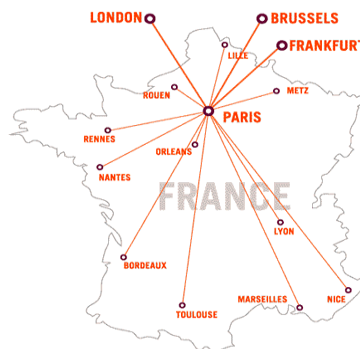 LONDON
BRUSSELS
FRANKFURT
LILLE
ROUEN
METZ
PARIS
RENNES
ORLEANS
NANTES
FRANCE
LYON
BORDEAUX
MARSEILLES
NICE
TOULOUSE